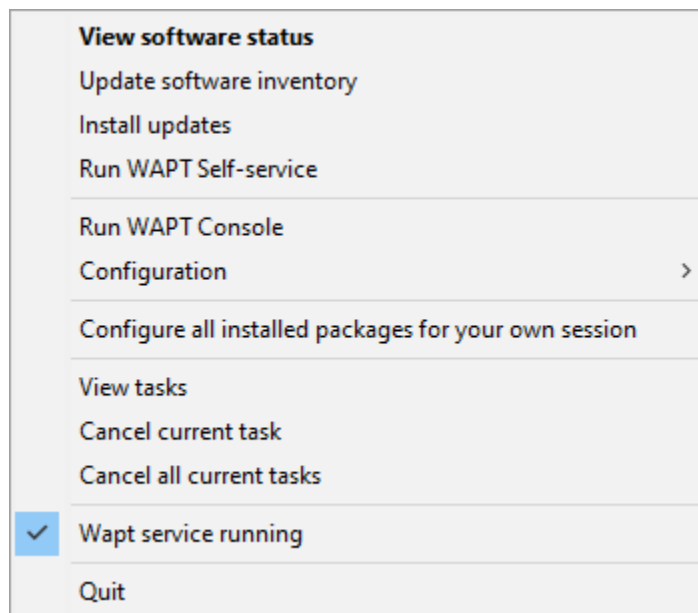 View software status
Update software inventory
Install updates
Run WAPT Self-service
Run WAPT Console
Configuration
Configure all installed packages for your own session
View tasks
Cancel current task
Cancel all current tasks
Wapt service running
Quit